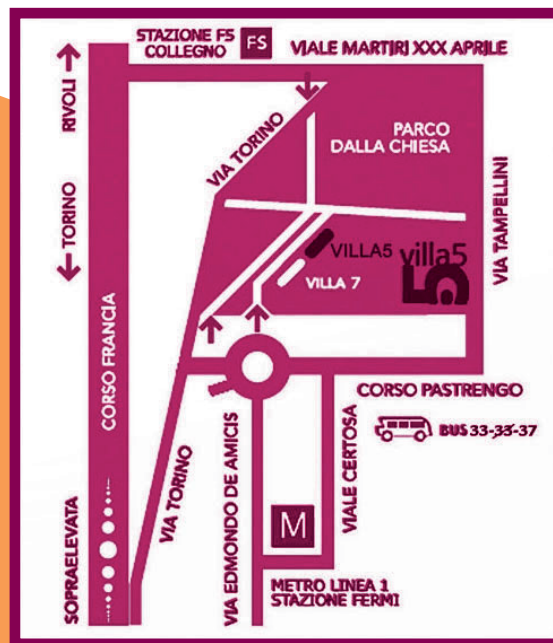 STAZIONE FS
COLLEGNO
FS
VIALE MARTIRI XXX APRILE
RIVOLI
TORINO
VIA TORINO
PARCO
DALLA CHIESA
VIA TAMPELLINI
VILLA5
villa5
5
VILLA 7
CORSO FRANCIA
CORSO PASTRENGO
BUS 33-33-37
VIA TORINO
VIA EDMONDO DE AMICIS
VIALE CERTOSA
SOPRAELEVATA
M
METRO LINEA 1
STAZIONE FERMI